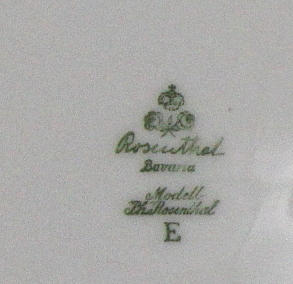 Rosenthal
Bavaria
Modell
Ph. Rosenthal
E